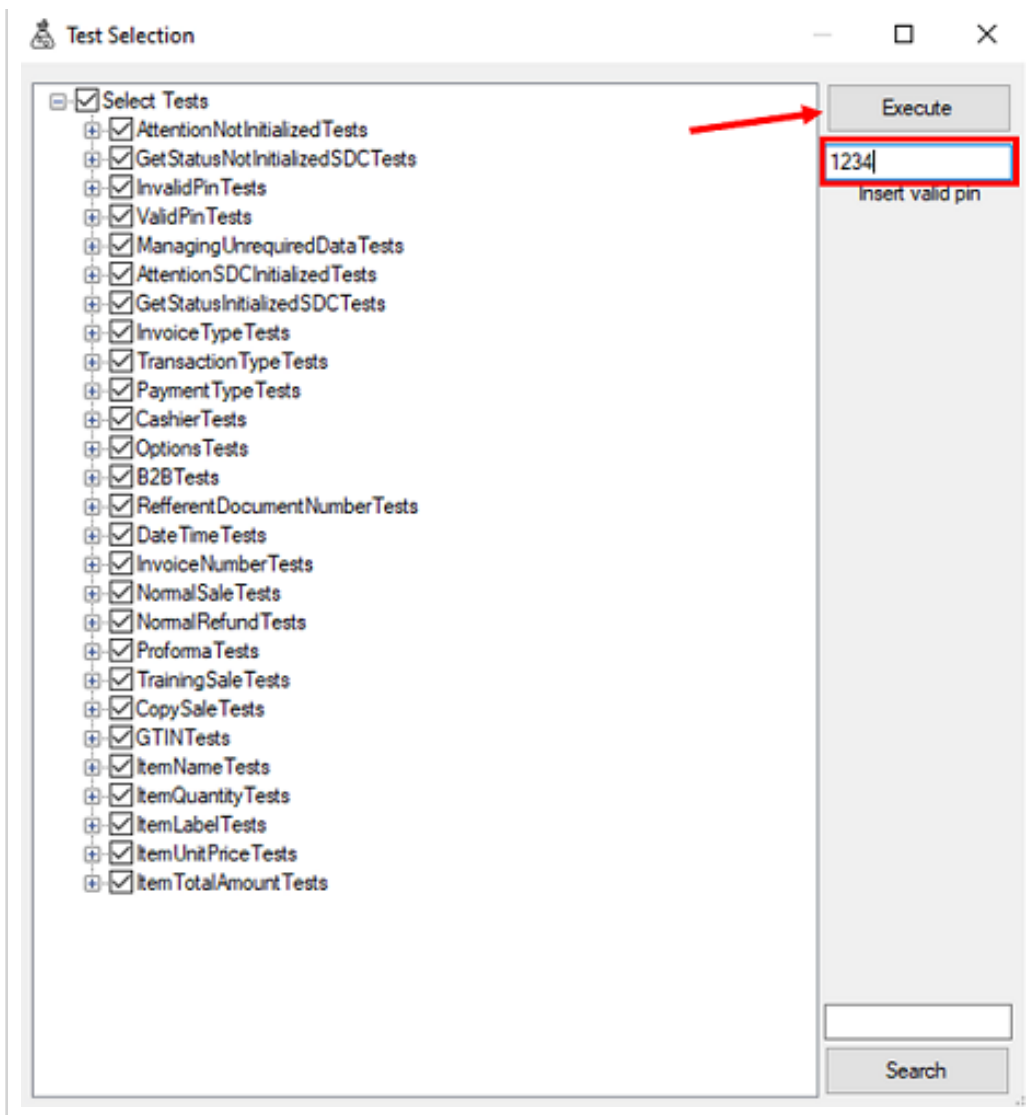 Test Selection
Select Tests
AttentionNotInitializedTests
GetStatusNotInitializedSDCTests
InvalidPinTests
ValidPinTests
ManagingUnrequiredDataTests
AttentionSDCInitializedTests
GetStatusInitializedSDCTests
InvoiceTypeTests
TransactionTypeTests
PaymentTypeTests
CashierTests
OptionsTests
B2BTests
RefferentDocumentNumberTests
DateTimeTests
InvoiceNumberTests
NormalSaleTests
NormalRefundTests
ProformaTests
TrainingSaleTests
CopySaleTests
GTINTests
ItemNameTests
ItemQuantityTests
ItemLabelTests
ItemUnitPriceTests
ItemTotalAmountTests
Execute
1234
Insert valid pin
Search